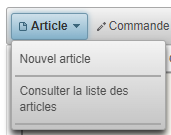 Article
Commande
Nouvel article
Consulter la liste des
articles